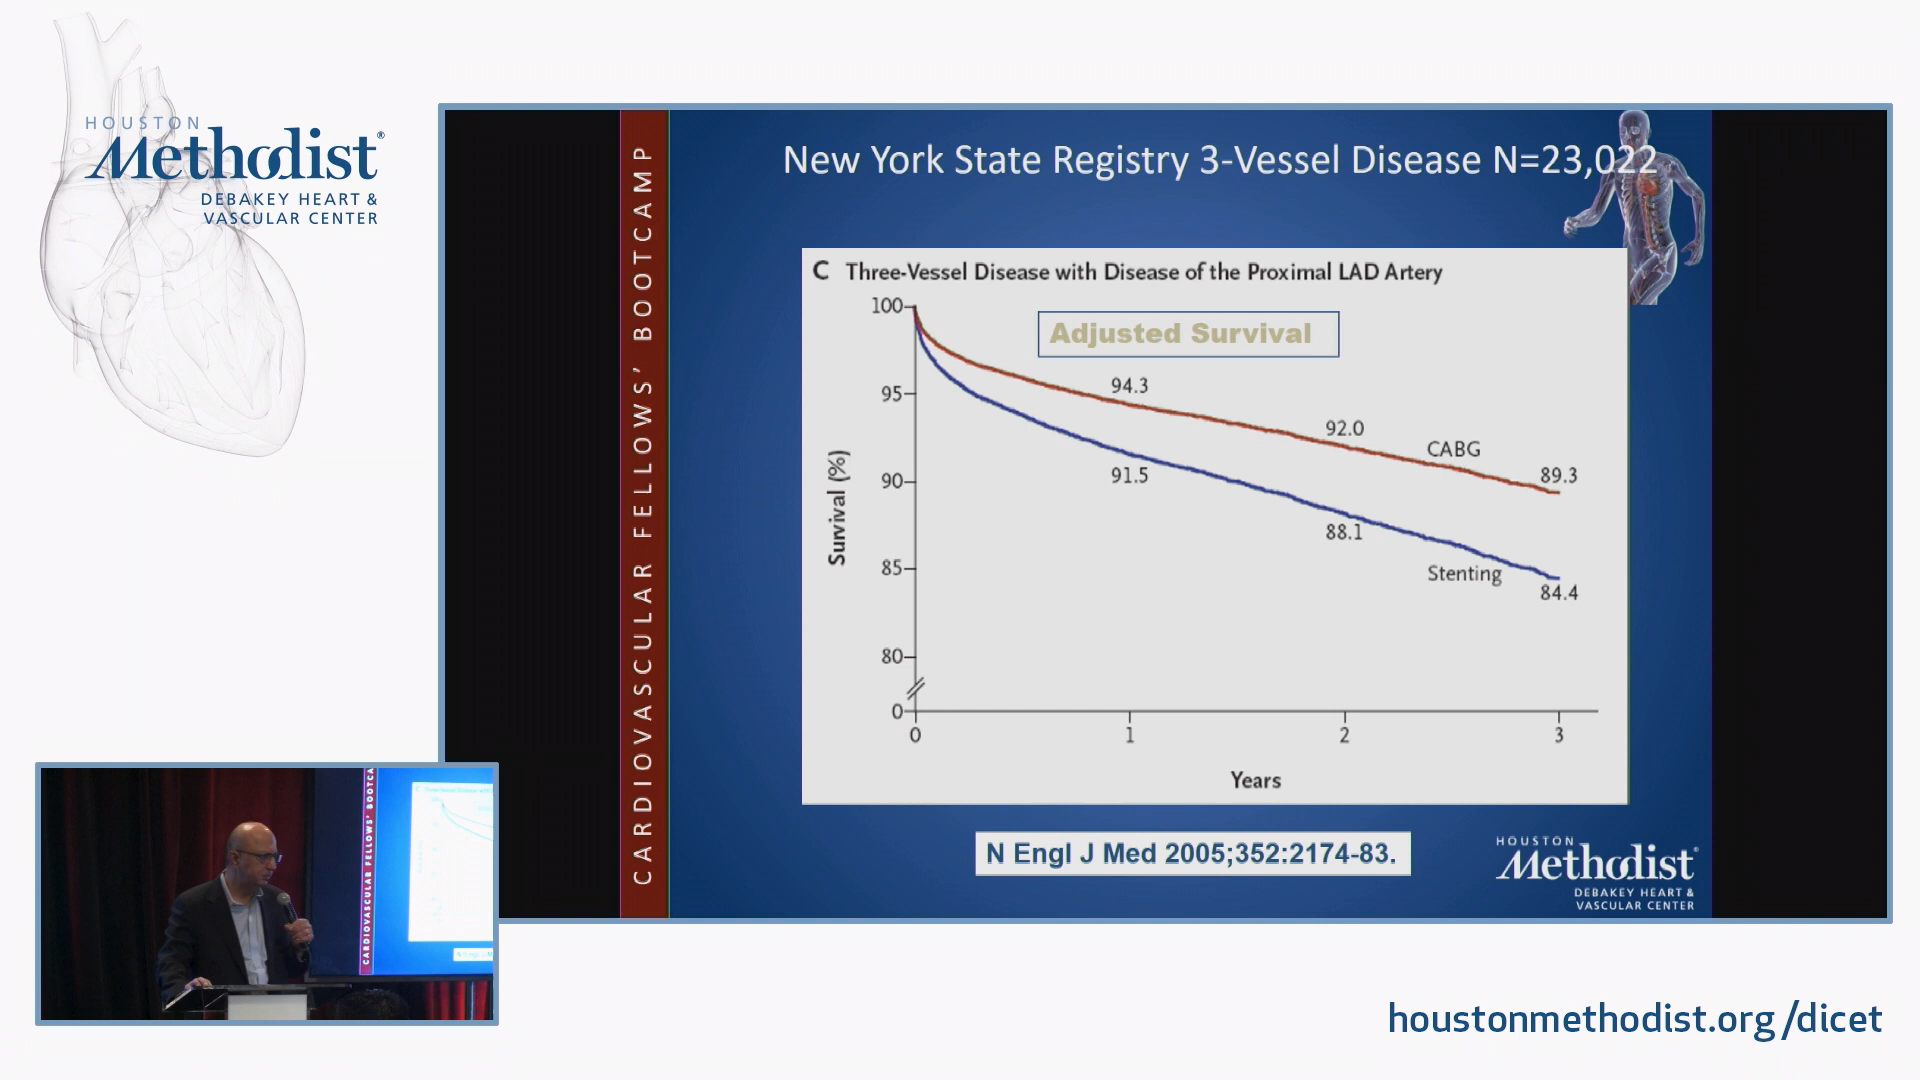 HOUSTON
Methodist®
DEBAKEY HEART &
VASCULAR CENTER
CARDIOVASCULAR FELLOWS' BOOTCAMP
New York State Registry 3-Vessel Disease N=23,022
C Three-Vessel Disease with Disease of the Proximal LAD Artery
Adjusted Survival
Survival (%)
100
95
90
85
80
0
94.3
92.0
CABG
89.3
91.5
88.1
Stenting
84.4
0 1 2 3
Years
N Engl J Med 2005;352:2174-83.
HOUSTON
Methodist®
DEBAKEY HEART &
VASCULAR CENTER
CARDIOVASCULAR FELLOWS' BOOTCA
houstonmethodist.org/dicet